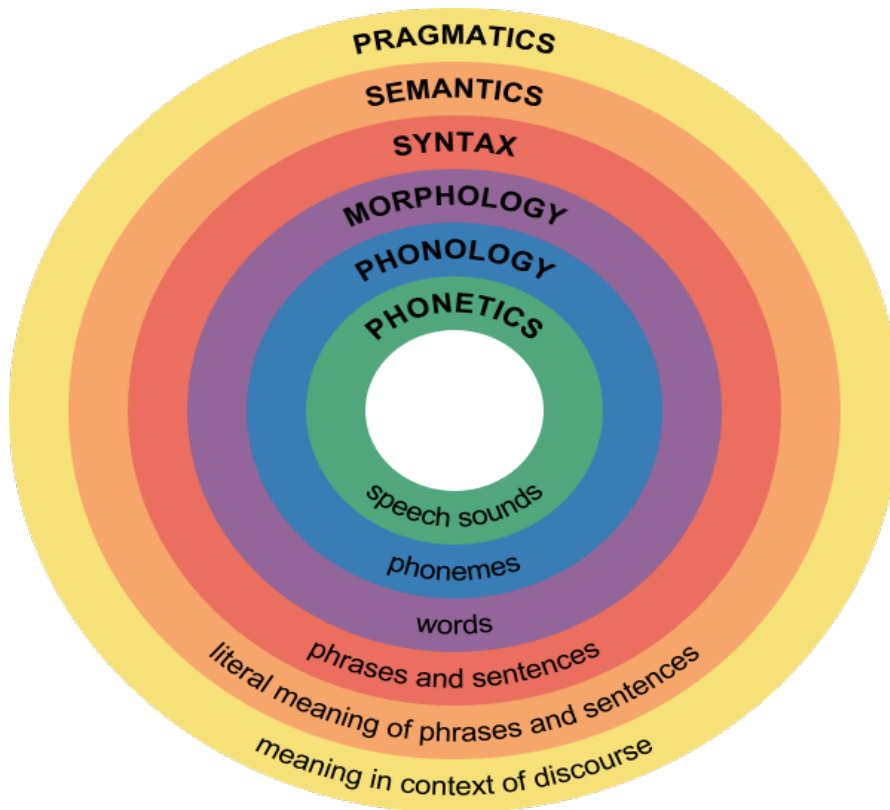 PRAGMATICS
SEMANTICS
SYNTAX
MORPHOLOGY
PHONOLOGY
PHONETICS
speech sounds
phonemes
words
phrases and sentences
literal meaning of phrases and sentences
meaning in context of discourse